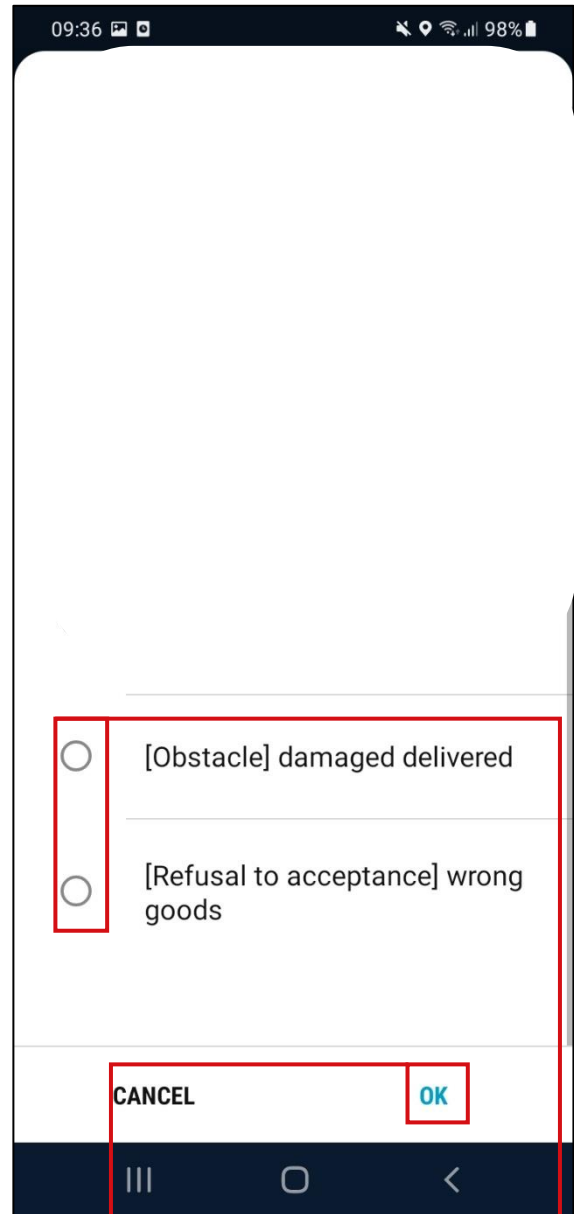 09:36 98%
[Obstacle] damaged delivered
[Refusal to acceptance] wrong
goods
CANCEL OK